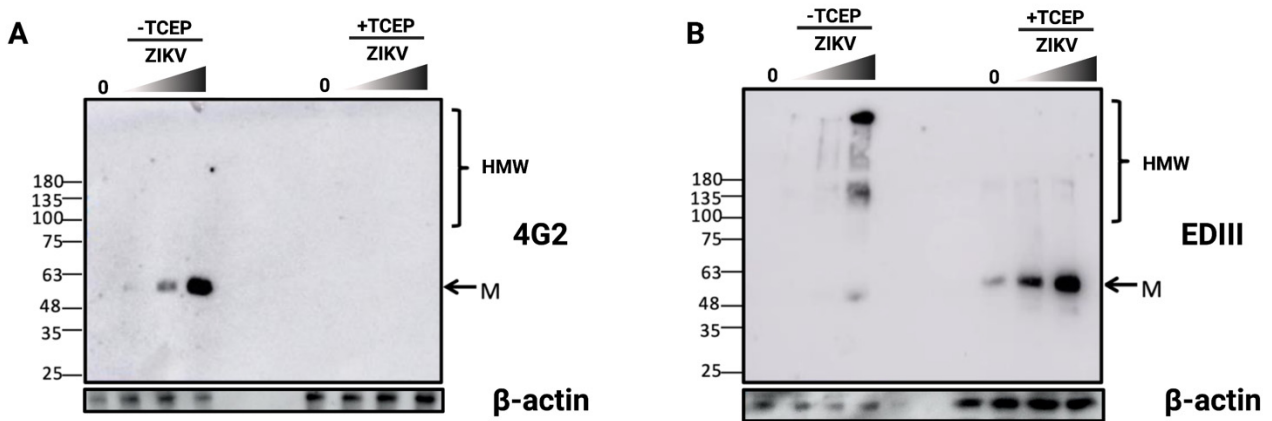 A
-TCEP
ZIKV
0
+TCEP
ZIKV
0
180
135
100
75
63
48
35
25
HMW
4G2
M
β-actin
B
-TCEP
ZIKV
0
+TCEP
ZIKV
0
180
135
100
75
63
48
35
25
HMW
EDIII
M
β-actin